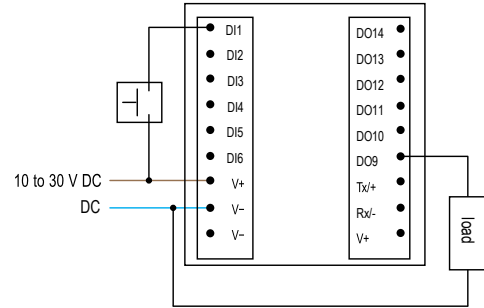 DI1
DI2
DI3
DI4
DI5
DI6
V+
V−
V−
10 to 30 V DC
DC
DO14
DO13
DO12
DO11
DO10
DO9
Tx/+
Rx/-
V+
load